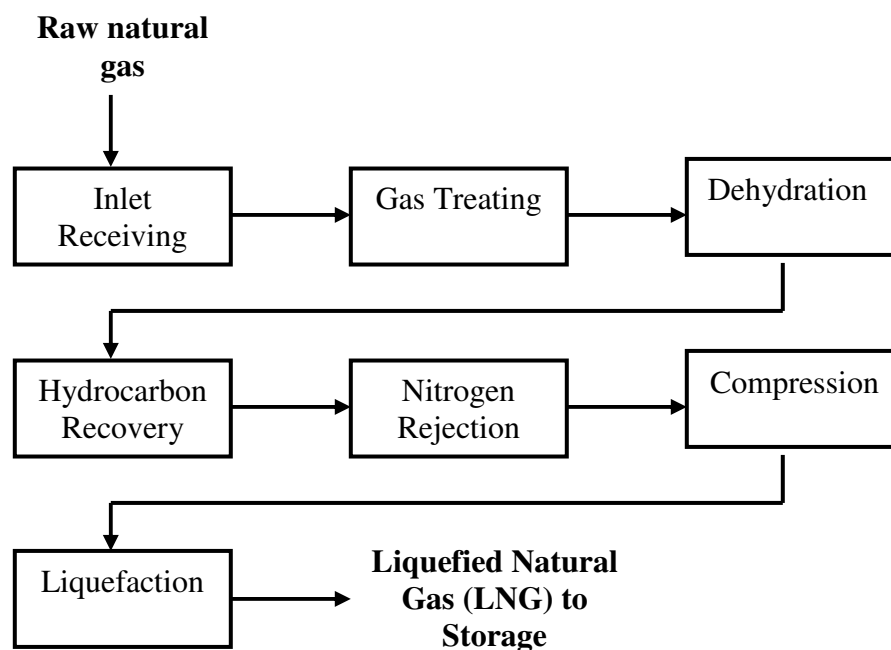 Raw natural
gas
Inlet
Receiving
Gas Treating
Dehydration
Hydrocarbon
Recovery
Nitrogen
Rejection
Compression
Liquefaction
Liquefied Natural
Gas (LNG) to
Storage